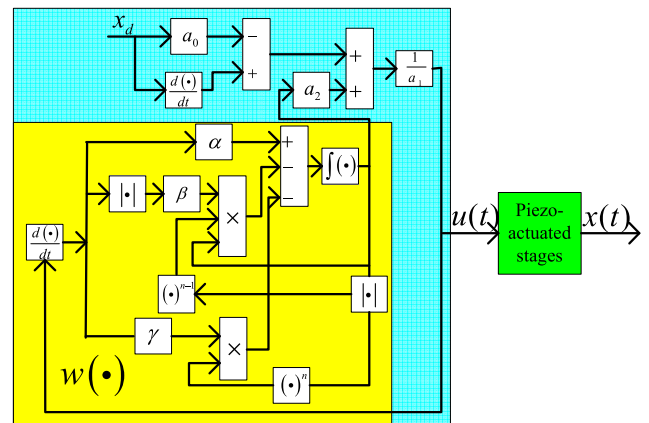 x_d
a_0
−
+
d(•)/dt
a_2
+
+
1/a_1
α
+
−
−
∫(•)
|•|
β
×
d(•)/dt
(•)^{n-1}
|•|
γ
×
(•)^n
w(•)
u(t)
Piezo-
actuated
stages
x(t)